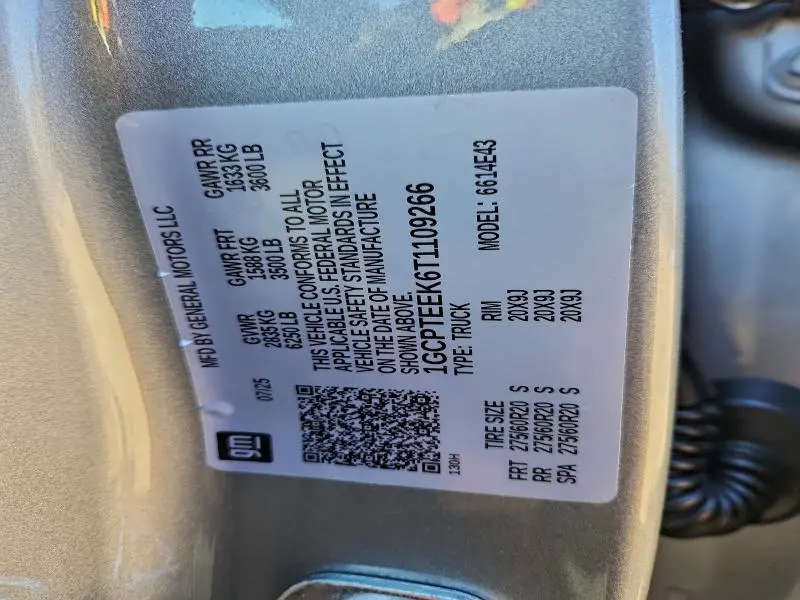 gm
MFD BY GENERAL MOTORS LLC
07/25
GVWR GAWR FRT GAWR RR
2835 KG 1588 KG 1633 KG
6250 LB 3500 LB 3600 LB
THIS VEHICLE CONFORMS TO ALL
APPLICABLE U.S. FEDERAL MOTOR
VEHICLE SAFETY STANDARDS IN EFFECT
ON THE DATE OF MANUFACTURE
SHOWN ABOVE.
1GCPTEEK6T1109266
TYPE: TRUCK MODEL: 6614E43
130H
TIRE SIZE RIM
FRT 275/60R20 S 20X9J
RR 275/60R20 S 20X9J
SPA 275/60R20 S 20X9J